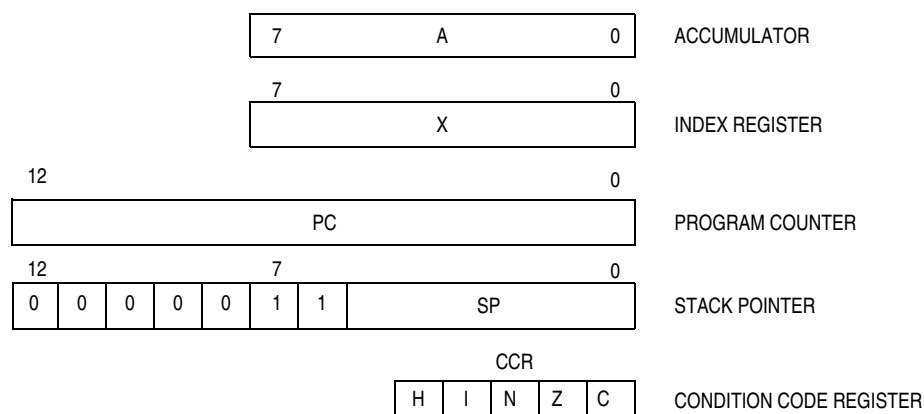 7 A 0 ACCUMULATOR
7 0
X INDEX REGISTER
12 0
PC PROGRAM COUNTER
12 7 0
0 0 0 0 0 1 1 SP STACK POINTER
CCR
H I N Z C CONDITION CODE REGISTER